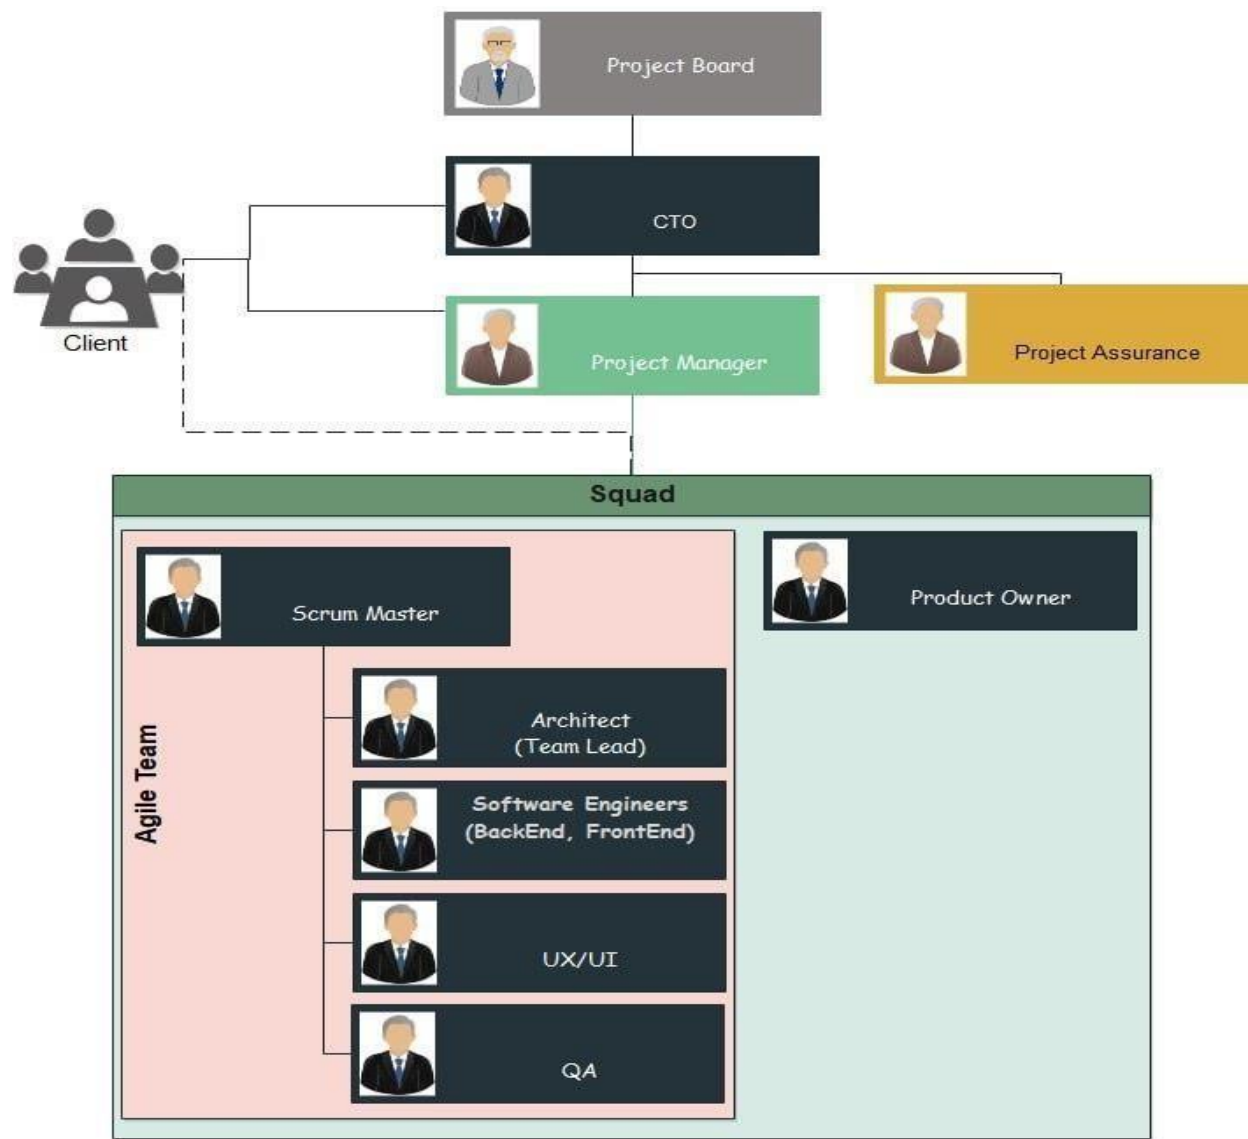 Project Board
CTO
Client
Project Manager
Project Assurance
Squad
Scrum Master
Product Owner
Agile Team
Architect
(Team Lead)
Software Engineers
(BackEnd, FrontEnd)
UX/UI
QA